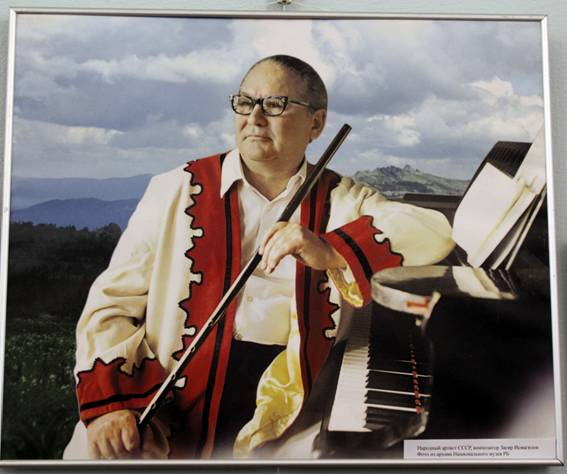 Народный артист СССР, композитор Загир Исмагилов
Фото из архива Национального музея РБ